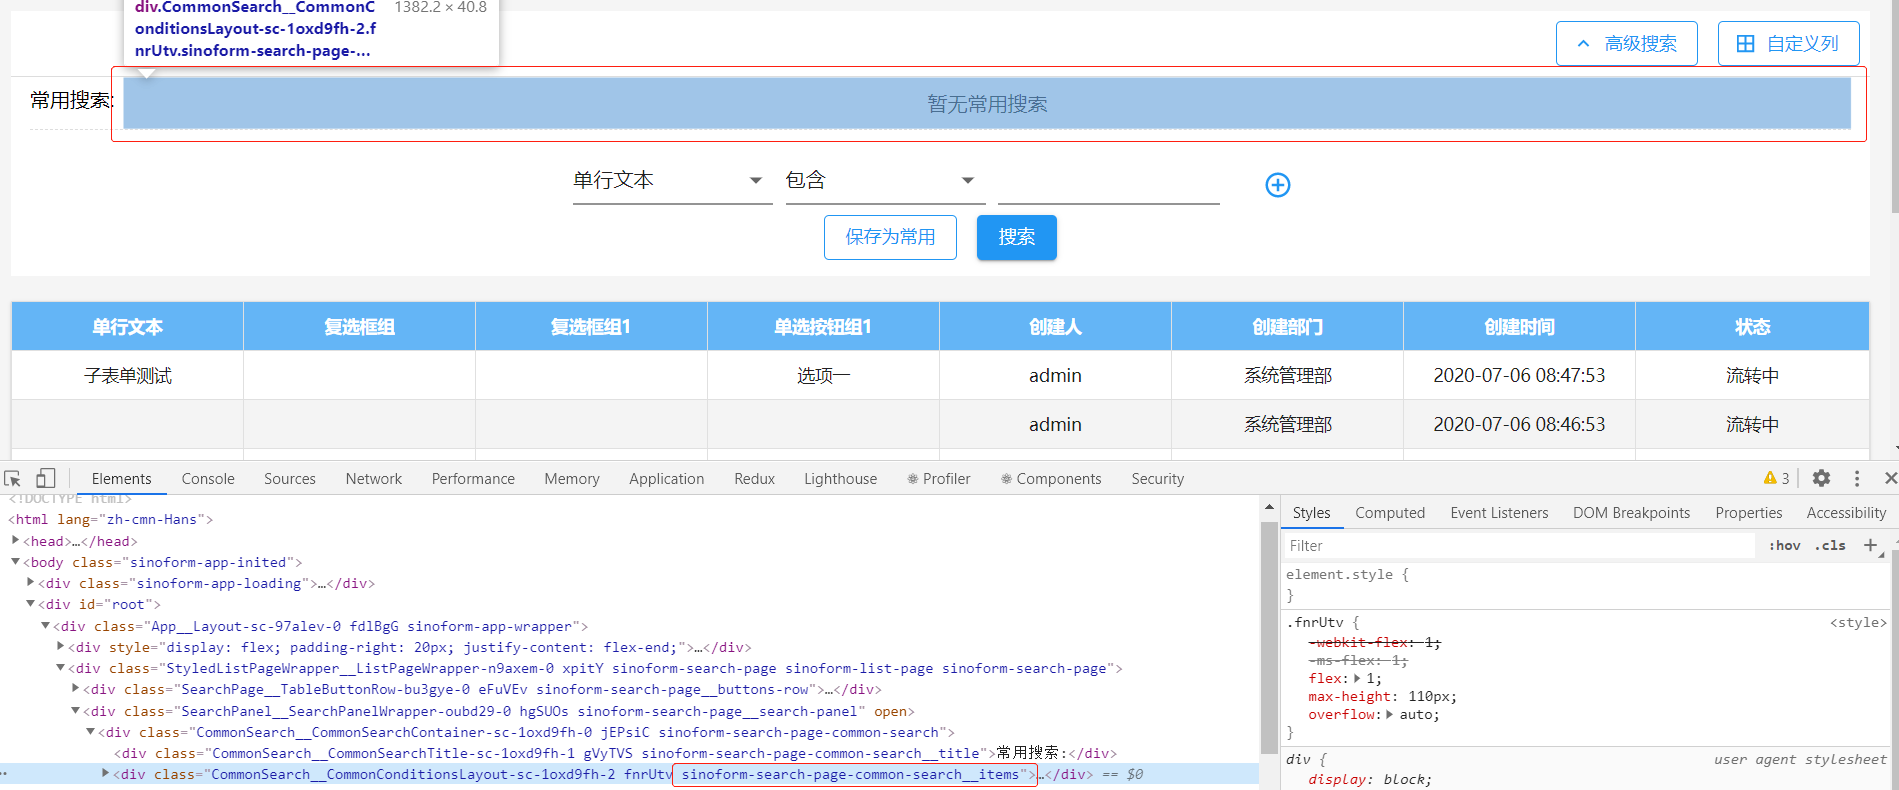 div.CommonSearch__CommonC 1382.2 × 40.8
onditionsLayout-sc-1oxd9fh-2.f
nrUtv.sinoform-search-page-...
高级搜索 自定义列
常用搜索: 暂无常用搜索
单行文本 包含
保存为常用 搜索
单行文本 复选框组 复选框组1 单选按钮组1 创建人 创建部门 创建时间 状态
子表单测试 选项一 admin 系统管理部 2020-07-06 08:47:53 流转中
admin 系统管理部 2020-07-06 08:46:53 流转中
Elements Console Sources Network Performance Memory Application Redux Lighthouse Profiler Components Security 3
<!DOCTYPE html>
<html lang="zh-cmn-Hans">
<head>…</head>
<body class="sinoform-app-inited">
<div class="sinoform-app-loading">…</div>
<div id="root">
<div class="App__Layout-sc-97alev-0 fdlBgG sinoform-app-wrapper">
<div style="display: flex; padding-right: 20px; justify-content: flex-end;">…</div>
<div class="StyledListPageWrapper__ListPageWrapper-n9axem-0 xpitY sinoform-search-page sinoform-list-page sinoform-search-page">
<div class="SearchPage__TableButtonRow-bu3gye-0 eFuVEv sinoform-search-page__buttons-row">…</div>
<div class="SearchPanel__SearchPanelWrapper-oubd29-0 hgSUOs sinoform-search-page__search-panel" open>
<div class="CommonSearch__CommonSearchContainer-sc-1oxd9fh-0 jEPsiC sinoform-search-page-common-search">
<div class="CommonSearch__CommonSearchTitle-sc-1oxd9fh-1 gVyTVS sinoform-search-page-common-search__title">常用搜索:</div>
<div class="CommonSearch__CommonConditionsLayout-sc-1oxd9fh-2 fnrUtv sinoform-search-page-common-search__items">…</div> == $0
Styles Computed Event Listeners DOM Breakpoints Properties Accessibility
Filter :hov .cls +
element.style {
}
.fnrUtv { <style>
-webkit-flex: 1;
-ms-flex: 1;
flex: 1;
max-height: 110px;
overflow: auto;
}
div { user agent stylesheet
display: block;